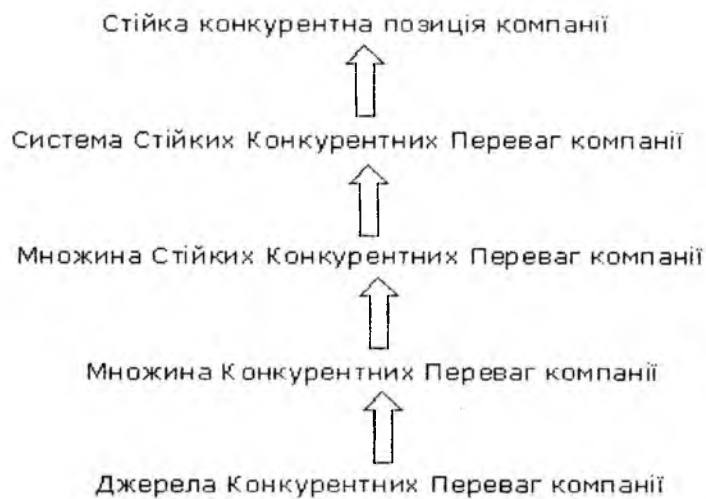 Стійка конкурентна позиція компанії
Система Стійких Конкурентних Переваг компанії
Множина Стійких Конкурентних Переваг компанії
Множина Конкурентних Переваг компанії
Джерела Конкурентних Переваг компанії